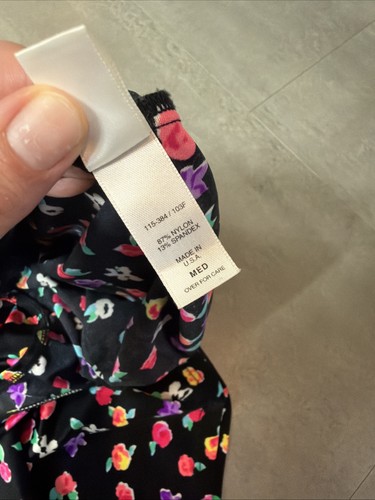 115-384 / 103F
87% NYLON
13% SPANDEX
MADE IN
U.S.A.
MED
OVER FOR CARE